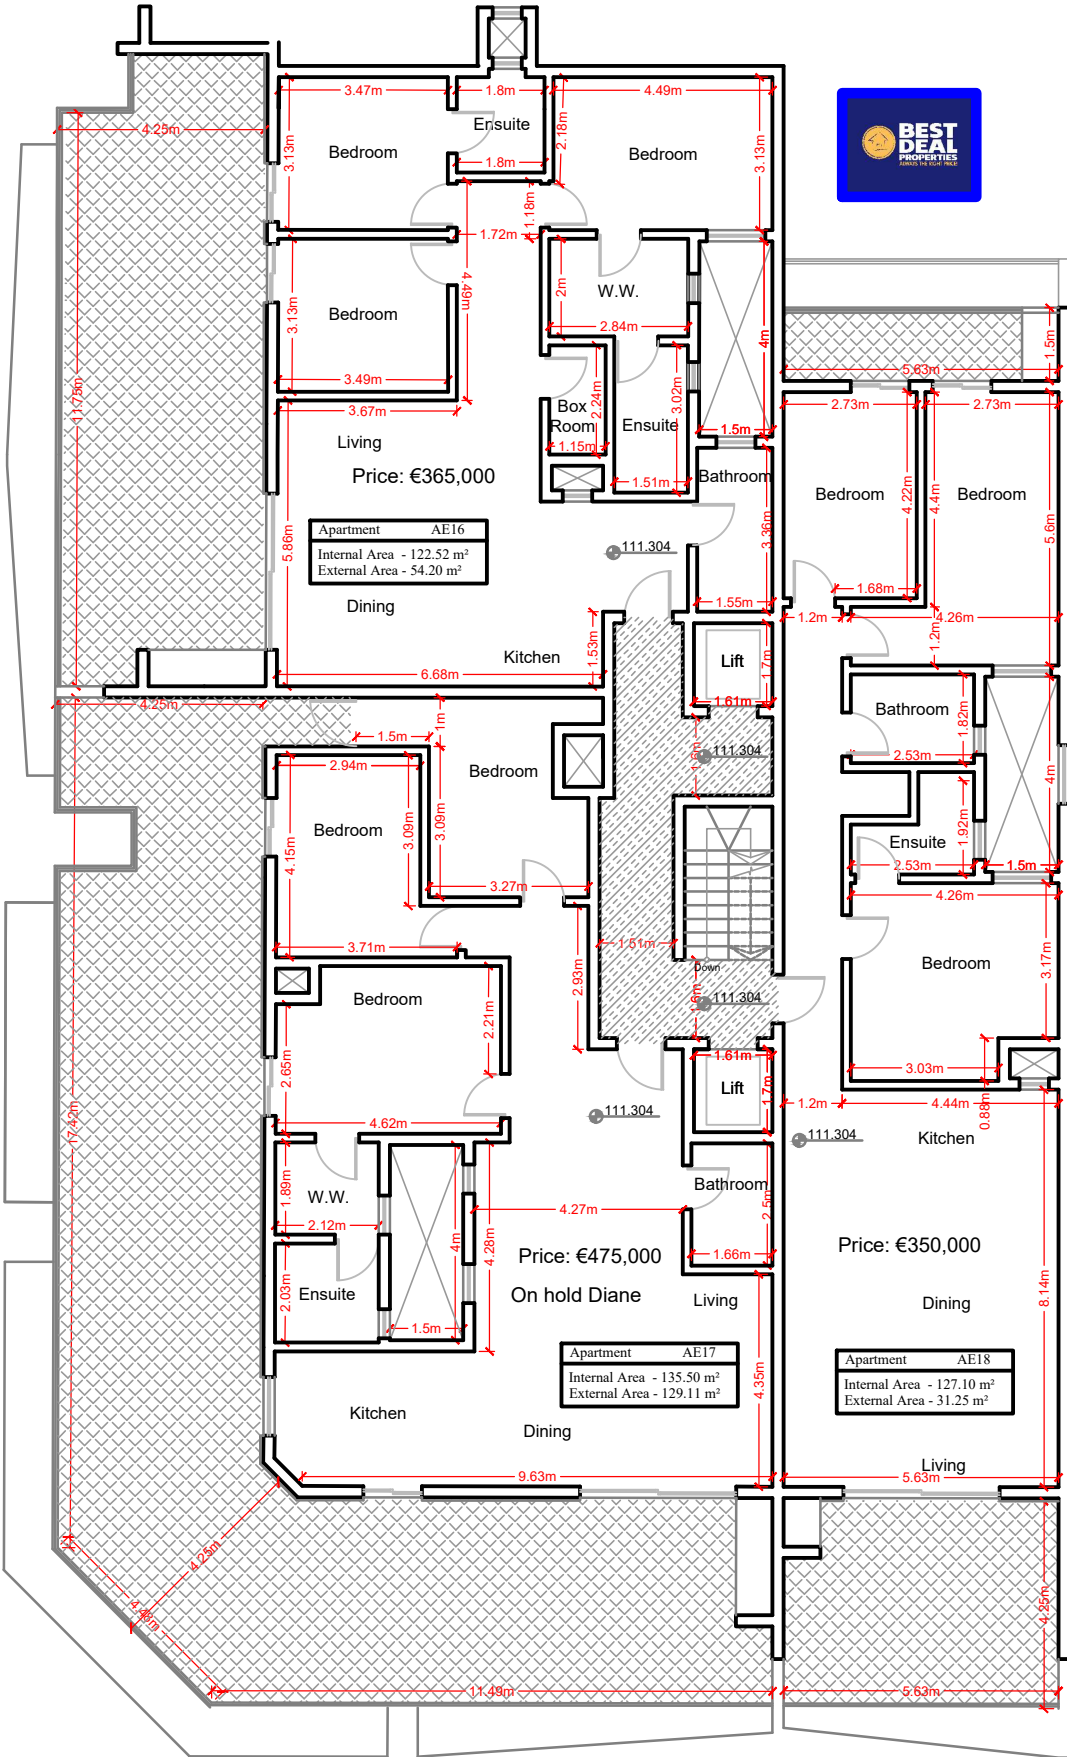 BEST
DEAL
PROPERTIES
ALWAYS THE RIGHT PRICE
3.47m
1.8m
4.49m
Ensuite
2.18m
4.25m
3.13m
Bedroom
1.8m
Bedroom
3.13m
1.18m
1.72m
4.49m
2m
W.W.
3.13m
Bedroom
2.84m
4m
1.5m
5.63m
11.75m
3.49m
2.24m
3.02m
2.73m
2.73m
3.67m
Box
Room
Ensuite
1.5m
Living
1.15m
Price: €365,000
1.51m
Bathroom
Bedroom
4.22m
4.4m
Bedroom
5.86m
Apartment AE16
Internal Area - 122.52 m²
External Area - 54.20 m²
111.304
3.36m
5.6m
Dining
1.55m
1.68m
1.2m
4.26m
1.53m
Kitchen
Lift
1.7m
1.2m
6.68m
1.61m
4.25m
1m
1.5m
Bathroom
1.82m
2.94m
Bedroom
1.6m
111.304
2.53m
4m
Bedroom
4.15m
3.09m
3.09m
Ensuite
1.92m
2.53m
1.5m
3.27m
4.26m
3.71m
2.93m
1.51m
Down
Bedroom
3.17m
Bedroom
2.21m
1.6m
111.304
2.65m
1.61m
3.03m
Lift
1.7m
0.88m
4.62m
111.304
1.2m
4.44m
111.304
Kitchen
17.42m
1.89m
W.W.
2.12m
4m
4.28m
4.27m
Bathroom
2.5m
Price: €475,000
1.66m
Price: €350,000
2.03m
Ensuite
On hold Diane
Living
Dining
8.14m
1.5m
Apartment AE17
Internal Area - 135.50 m²
External Area - 129.11 m²
4.35m
Apartment AE18
Internal Area - 127.10 m²
External Area - 31.25 m²
Kitchen
Dining
Living
9.63m
5.63m
4.25m
4.48m
4.25m
11.49m
5.63m